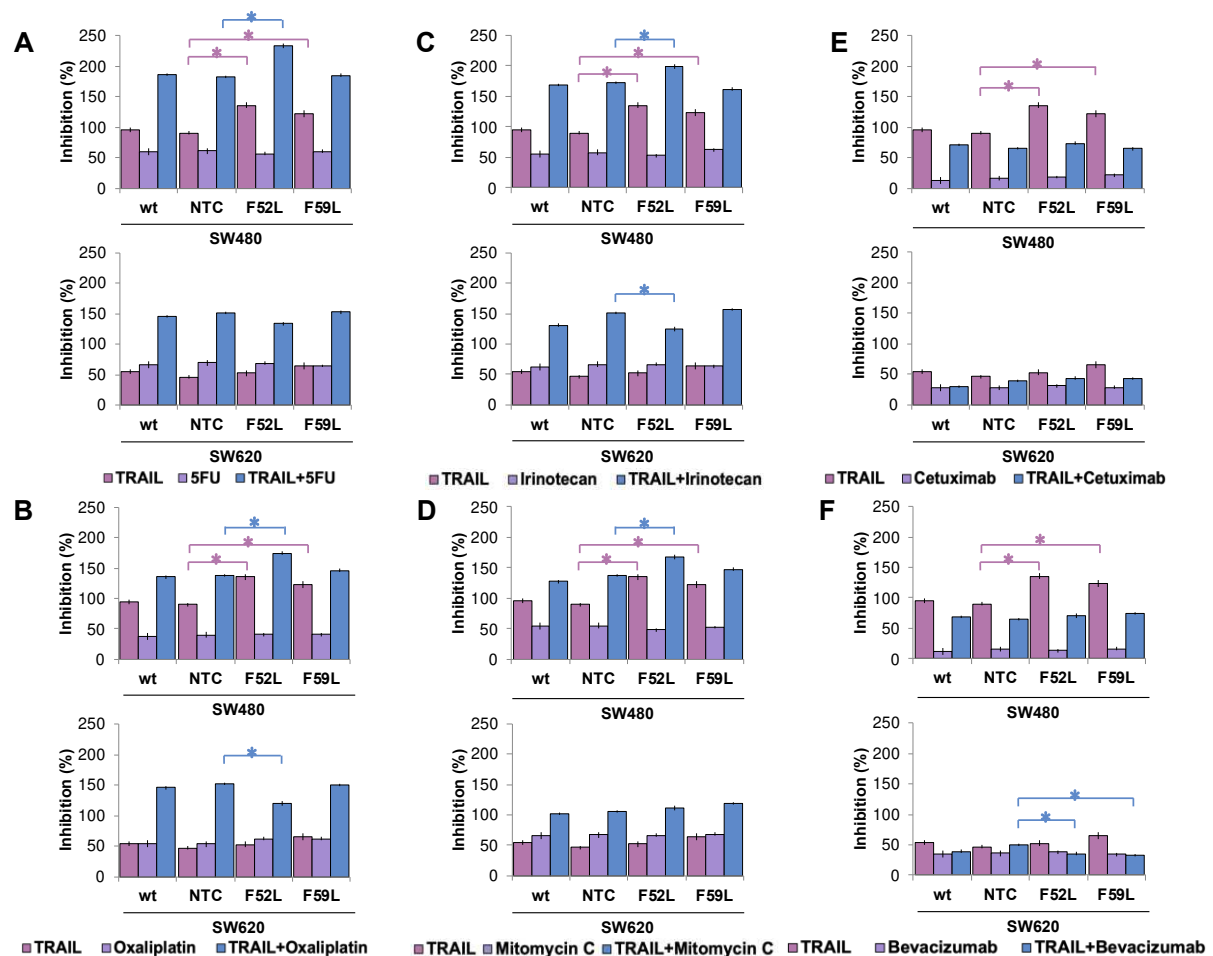 A
Inhibition (%)
250
200
150
100
50
0
*
*
*
wt NTC F52L F59L
SW480
Inhibition (%)
250
200
150
100
50
0
wt NTC F52L F59L
SW620
TRAIL 5FU TRAIL+5FU
C
Inhibition (%)
250
200
150
100
50
0
*
*
*
wt NTC F52L F59L
SW480
Inhibition (%)
250
200
150
100
50
0
*
wt NTC F52L F59L
SW620
TRAIL Irinotecan TRAIL+Irinotecan
E
Inhibition (%)
250
200
150
100
50
0
*
*
wt NTC F52L F59L
SW480
Inhibition (%)
250
200
150
100
50
0
wt NTC F52L F59L
SW620
TRAIL Cetuximab TRAIL+Cetuximab
B
Inhibition (%)
250
200
150
100
50
0
*
*
*
wt NTC F52L F59L
SW480
Inhibition (%)
250
200
150
100
50
0
*
wt NTC F52L F59L
SW620
TRAIL Oxaliplatin TRAIL+Oxaliplatin
D
Inhibition (%)
250
200
150
100
50
0
*
*
*
wt NTC F52L F59L
SW480
Inhibition (%)
250
200
150
100
50
0
wt NTC F52L F59L
SW620
TRAIL Mitomycin C TRAIL+Mitomycin C
F
Inhibition (%)
250
200
150
100
50
0
*
*
wt NTC F52L F59L
SW480
Inhibition (%)
250
200
150
100
50
0
*
*
wt NTC F52L F59L
SW620
TRAIL Bevacizumab TRAIL+Bevacizumab